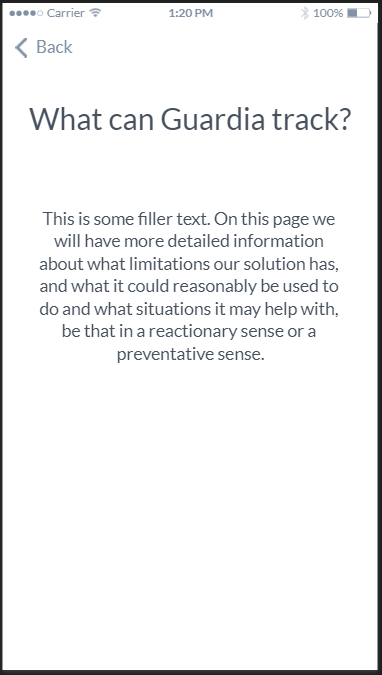 Carrier 1:20 PM 100%
Back
What can Guardia track?
This is some filler text. On this page we
will have more detailed information
about what limitations our solution has,
and what it could reasonably be used to
do and what situations it may help with,
be that in a reactionary sense or a
preventative sense.